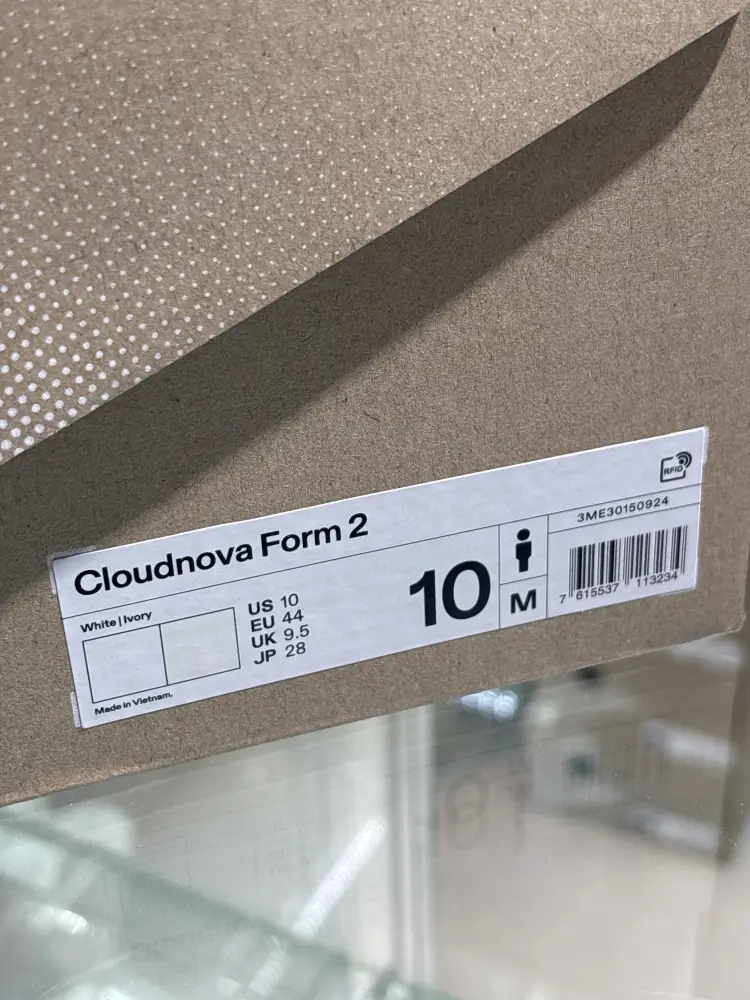 RFID
Cloudnova Form 2
3ME30150924
White | Ivory
US 10
EU 44
UK 9.5
JP 28
10
M
7 615537 113234
Made in Vietnam.